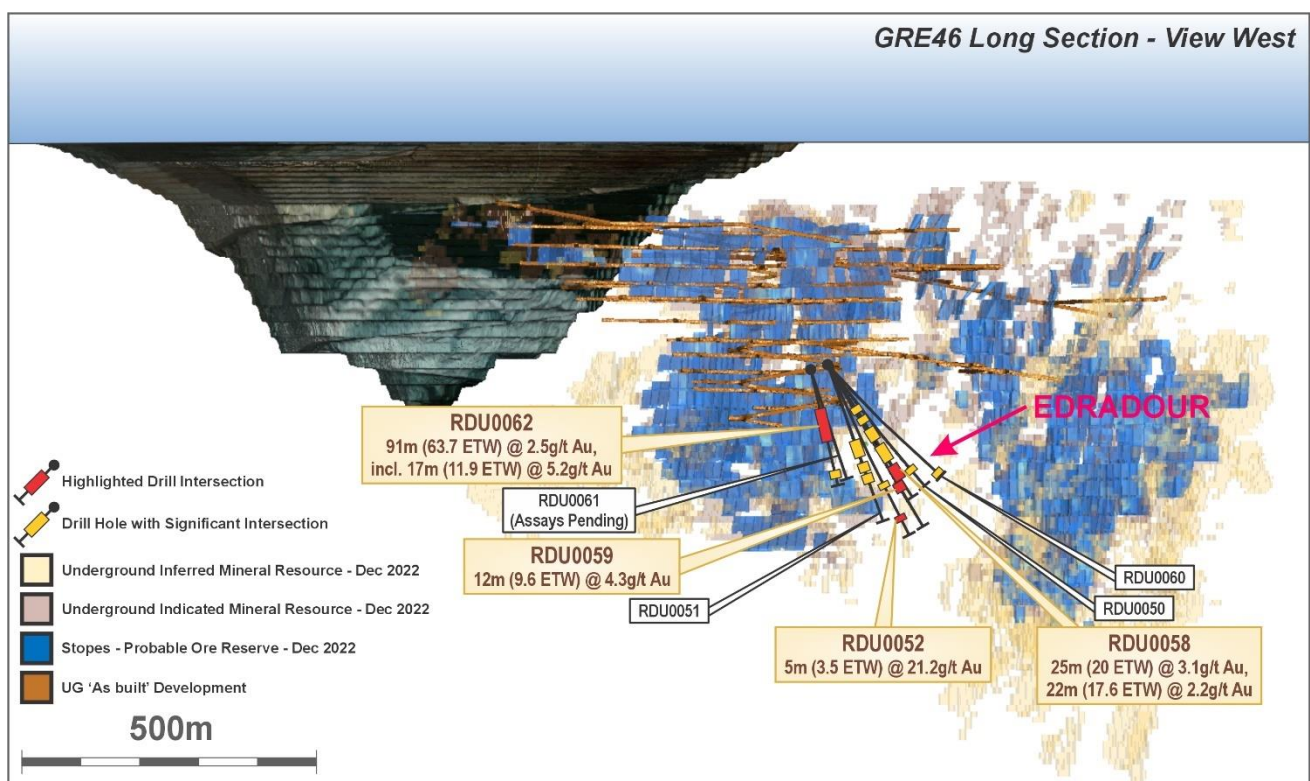 GRE46 Long Section - View West
EDRADOUR
RDU0062
91m (63.7 ETW) @ 2.5g/t Au,
incl. 17m (11.9 ETW) @ 5.2g/t Au
RDU0061
(Assays Pending)
RDU0059
12m (9.6 ETW) @ 4.3g/t Au
RDU0051
RDU0060
RDU0050
RDU0052
5m (3.5 ETW) @ 21.2g/t Au
RDU0058
25m (20 ETW) @ 3.1g/t Au,
22m (17.6 ETW) @ 2.2g/t Au
Highlighted Drill Intersection
Drill Hole with Significant Intersection
Underground Inferred Mineral Resource - Dec 2022
Underground Indicated Mineral Resource - Dec 2022
Stopes - Probable Ore Reserve - Dec 2022
UG ‘As built’ Development
500m